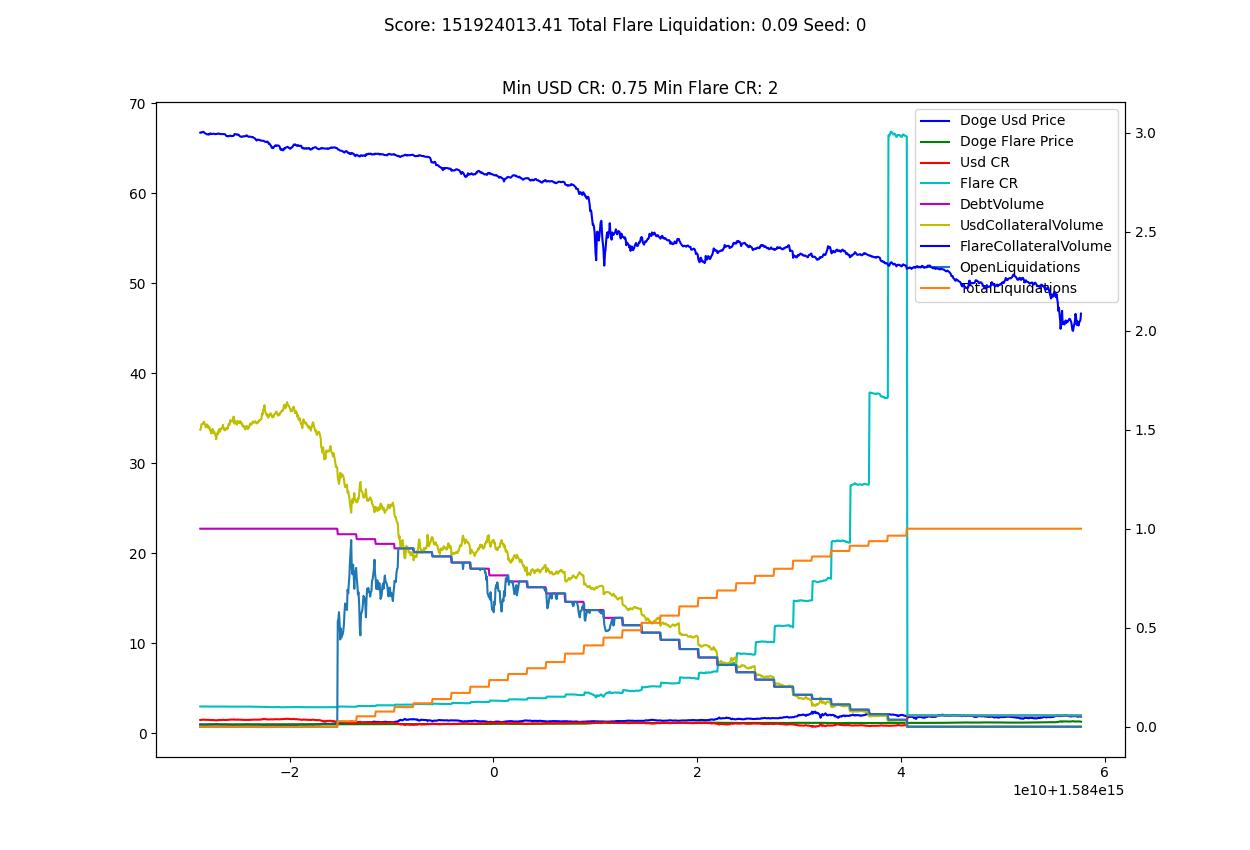 Score: 151924013.41 Total Flare Liquidation: 0.09 Seed: 0
Min USD CR: 0.75 Min Flare CR: 2
70
60
50
40
30
20
10
0
3.0
2.5
2.0
1.5
1.0
0.5
0.0
Doge Usd Price
Doge Flare Price
Usd CR
Flare CR
DebtVolume
UsdCollateralVolume
FlareCollateralVolume
OpenLiquidations
TotalLiquidations
−2 0 2 4 6
1e10+1.584e15